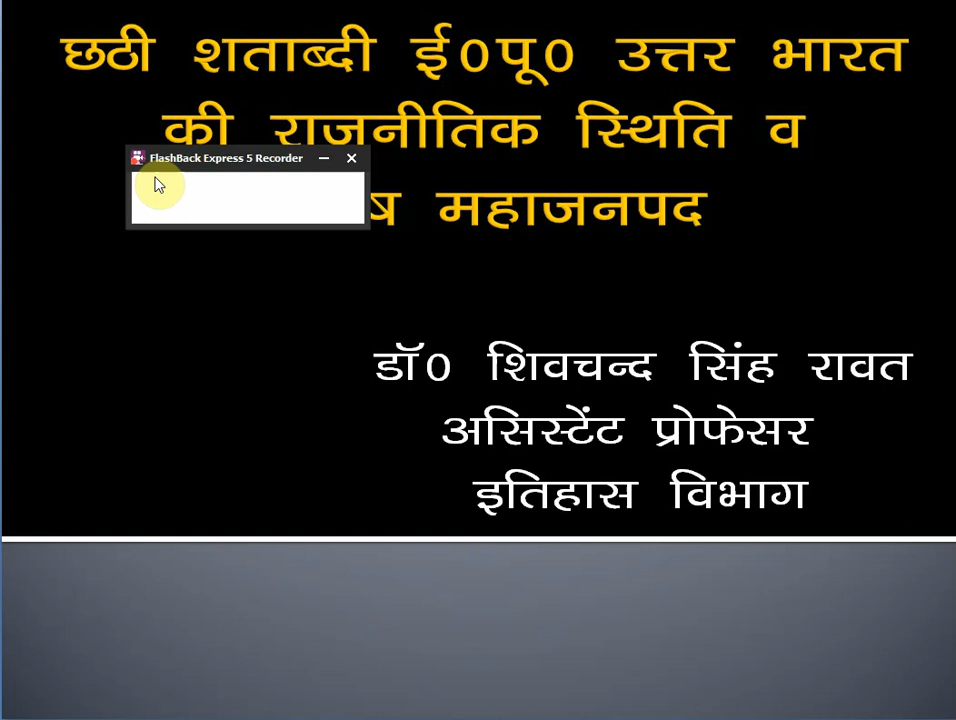 छठी शताब्दी ई0पू0 उत्तर भारत
की राजनीतिक स्थिति व
FlashBack Express 5 Recorder
महाजनपद
डॉ0 शिवचन्द सिंह रावत
असिस्टेंट प्रोफेसर
इतिहास विभाग